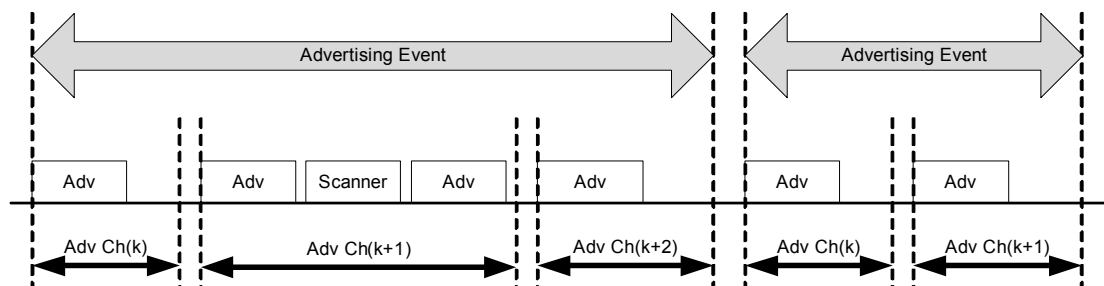 Advertising Event
Advertising Event
Adv
Adv
Scanner
Adv
Adv
Adv
Adv
Adv Ch(k)
Adv Ch(k+1)
Adv Ch(k+2)
Adv Ch(k)
Adv Ch(k+1)